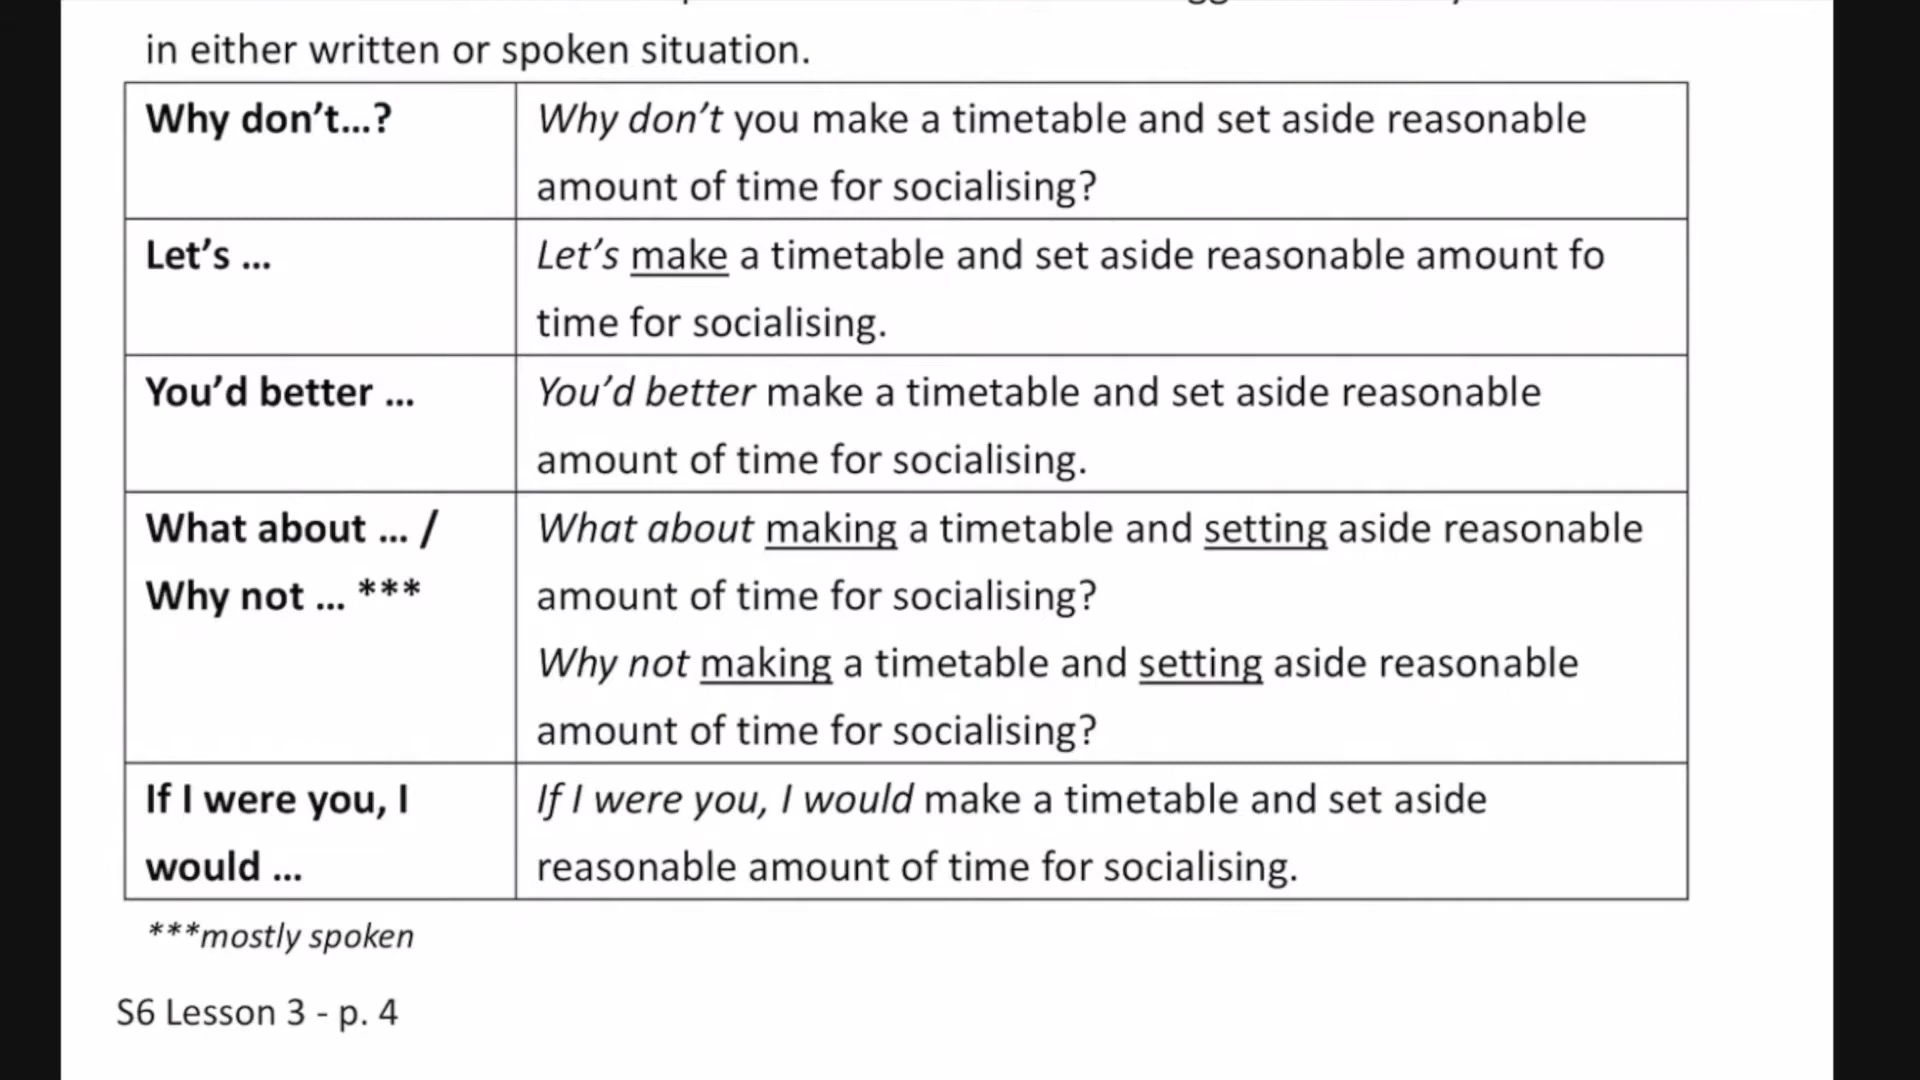 in either written or spoken situation.
Why don't...?
Why don't you make a timetable and set aside reasonable
amount of time for socialising?
Let's ...
Let's make a timetable and set aside reasonable amount fo
time for socialising.
You'd better ...
You'd better make a timetable and set aside reasonable
amount of time for socialising.
What about ... /
Why not ... ***
What about making a timetable and setting aside reasonable
amount of time for socialising?
Why not making a timetable and setting aside reasonable
amount of time for socialising?
If I were you, I
would ...
If I were you, I would make a timetable and set aside
reasonable amount of time for socialising.
***mostly spoken
S6 Lesson 3 - p. 4